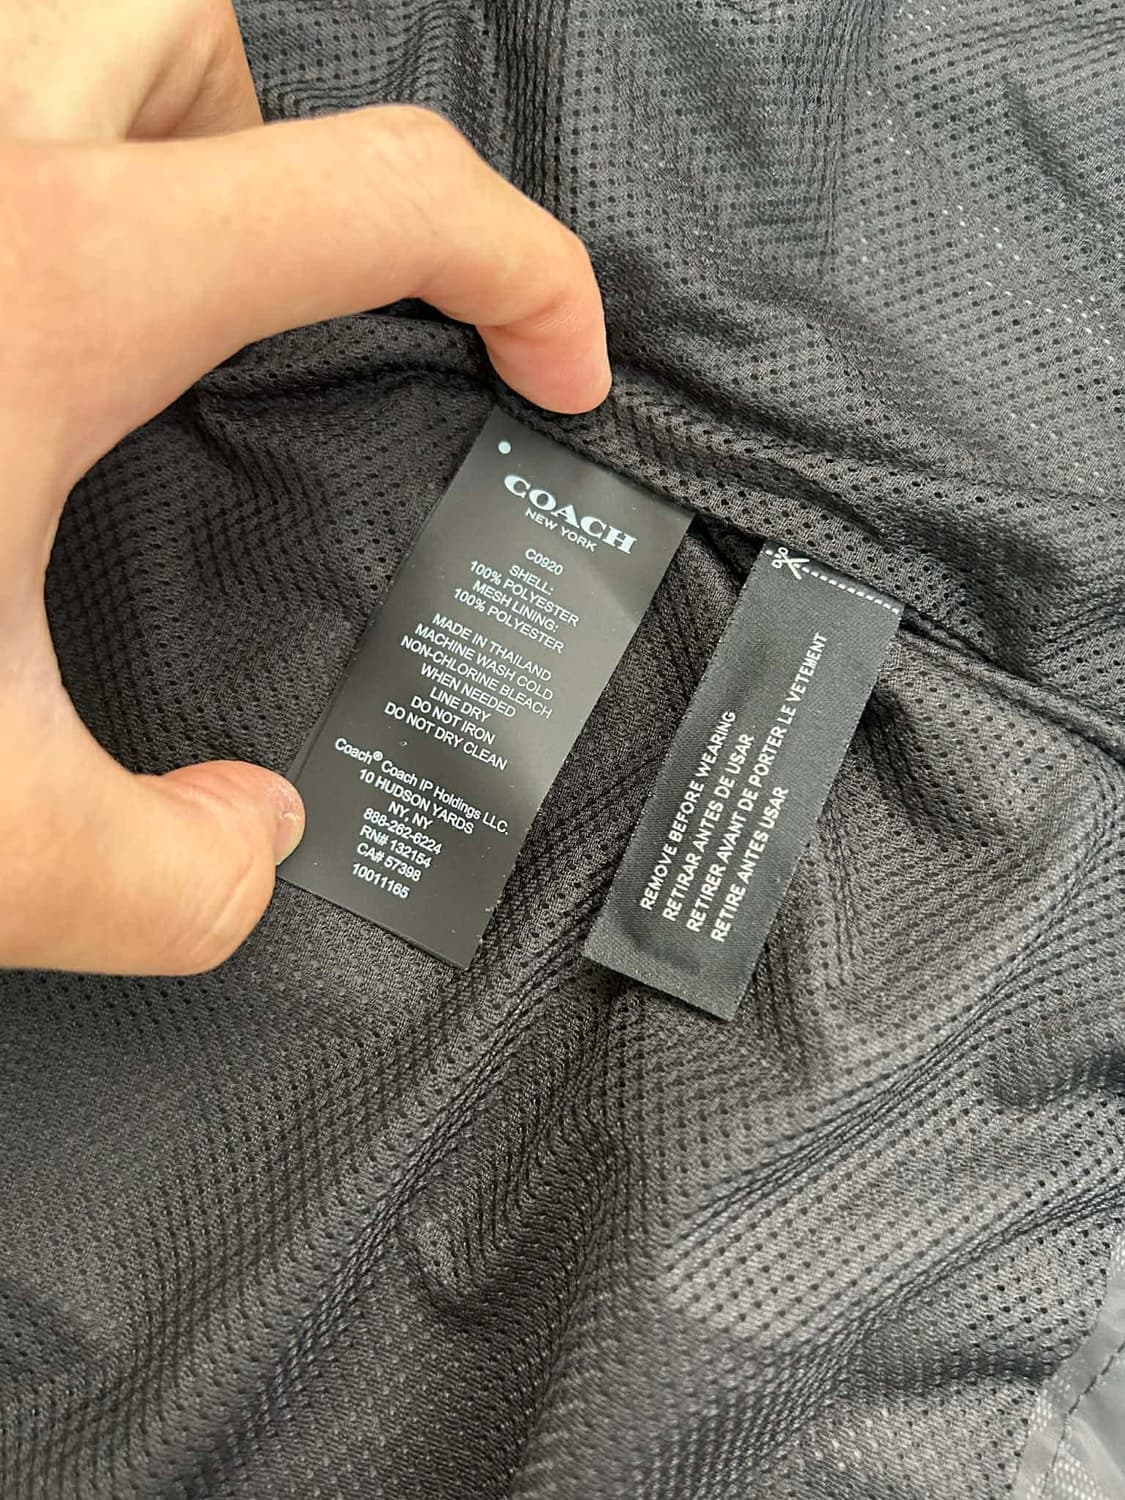 COACH
NEW YORK
C0920
SHELL:
100% POLYESTER
MESH LINING:
100% POLYESTER
MADE IN THAILAND
MACHINE WASH COLD
NON-CHLORINE BLEACH
WHEN NEEDED
LINE DRY
DO NOT IRON
DO NOT DRY CLEAN
Coach® Coach IP Holdings LLC.
10 HUDSON YARDS
NY, NY
888-262-6224
RN# 132154
CA# 57398
10011165
REMOVE BEFORE WEARING
RETIRAR ANTES DE USAR
RETIRER AVANT DE PORTER LE VETEMENT
RETIRE ANTES USAR